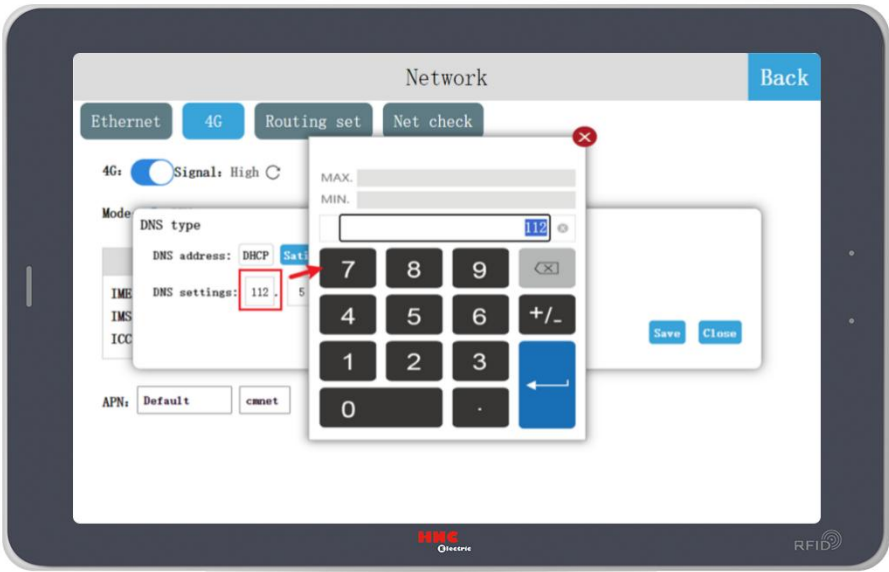 Network
Back
Ethernet
4G
Routing set
Net check
4G:
Signal: High
MAX.
MIN.
Mode
DNS type
112
DNS address: DHCP Sati
DNS settings: 112 . 5
7 8 9
4 5 6 +/-
1 2 3
0 .
IME
IMS
ICC
Save Close
APN: Default cmnet
HNC
Electric
RFID